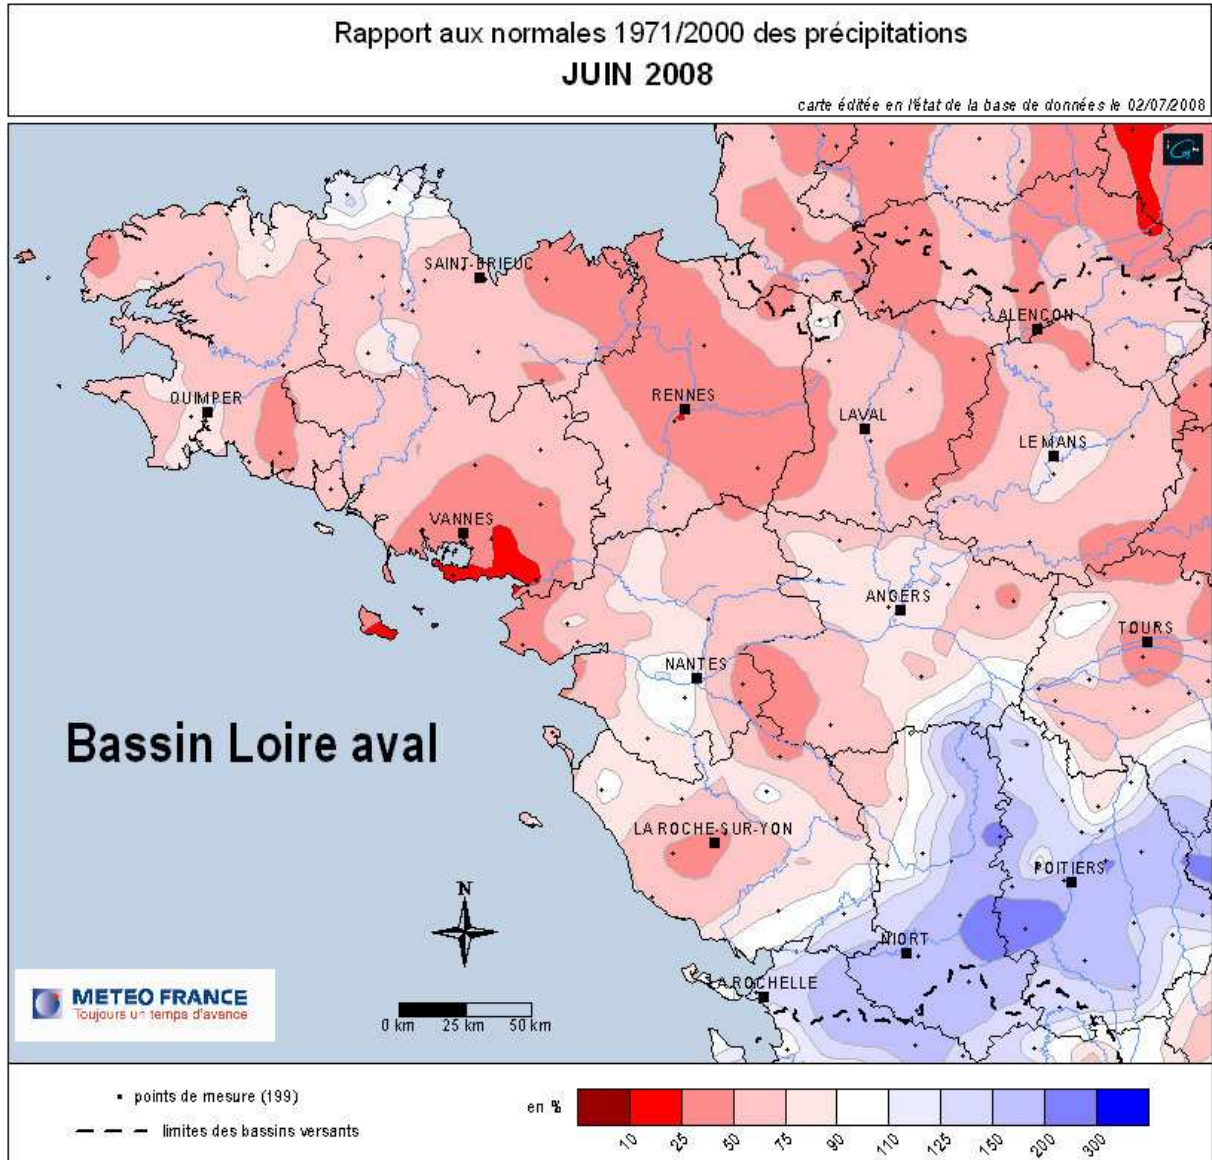 Rapport aux normales 1971/2000 des précipitations
JUIN 2008
carte éditée en l'état de la base de données le 02/07/2008
SAINT-BRIEUC
ALENCON
QUIMPER
RENNES
LAVAL
LE MANS
VANNES
ANGERS
TOURS
NANTES
Bassin Loire aval
LA ROCHE-SUR-YON
POITIERS
N
NIORT
LA ROCHELLE
METEO FRANCE
Toujours un temps d'avance
0 km 25 km 50 km
points de mesure (199)
limites des bassins versants
en %
10 25 50 75 90 110 125 150 200 300